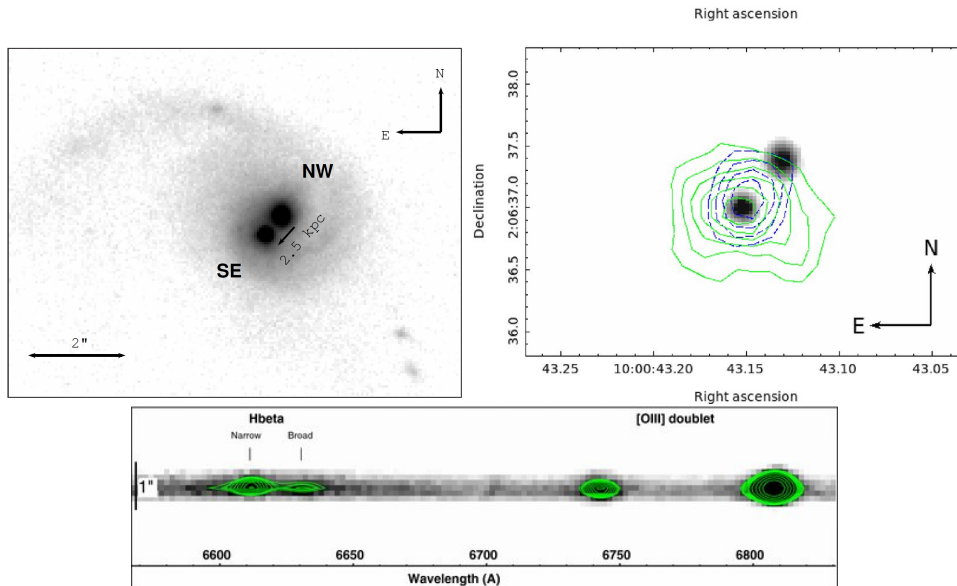 Right ascension
N
E
NW
2.5 kpc
SE
2"
Declination
38.0
37.5
2:06:37.0
36.5
36.0
N
E
43.25
10:00:43.20
43.15
43.10
43.05
Right ascension
Hbeta
[OIII] doublet
Narrow
Broad
1"
6600
6650
6700
6750
6800
Wavelength (A)